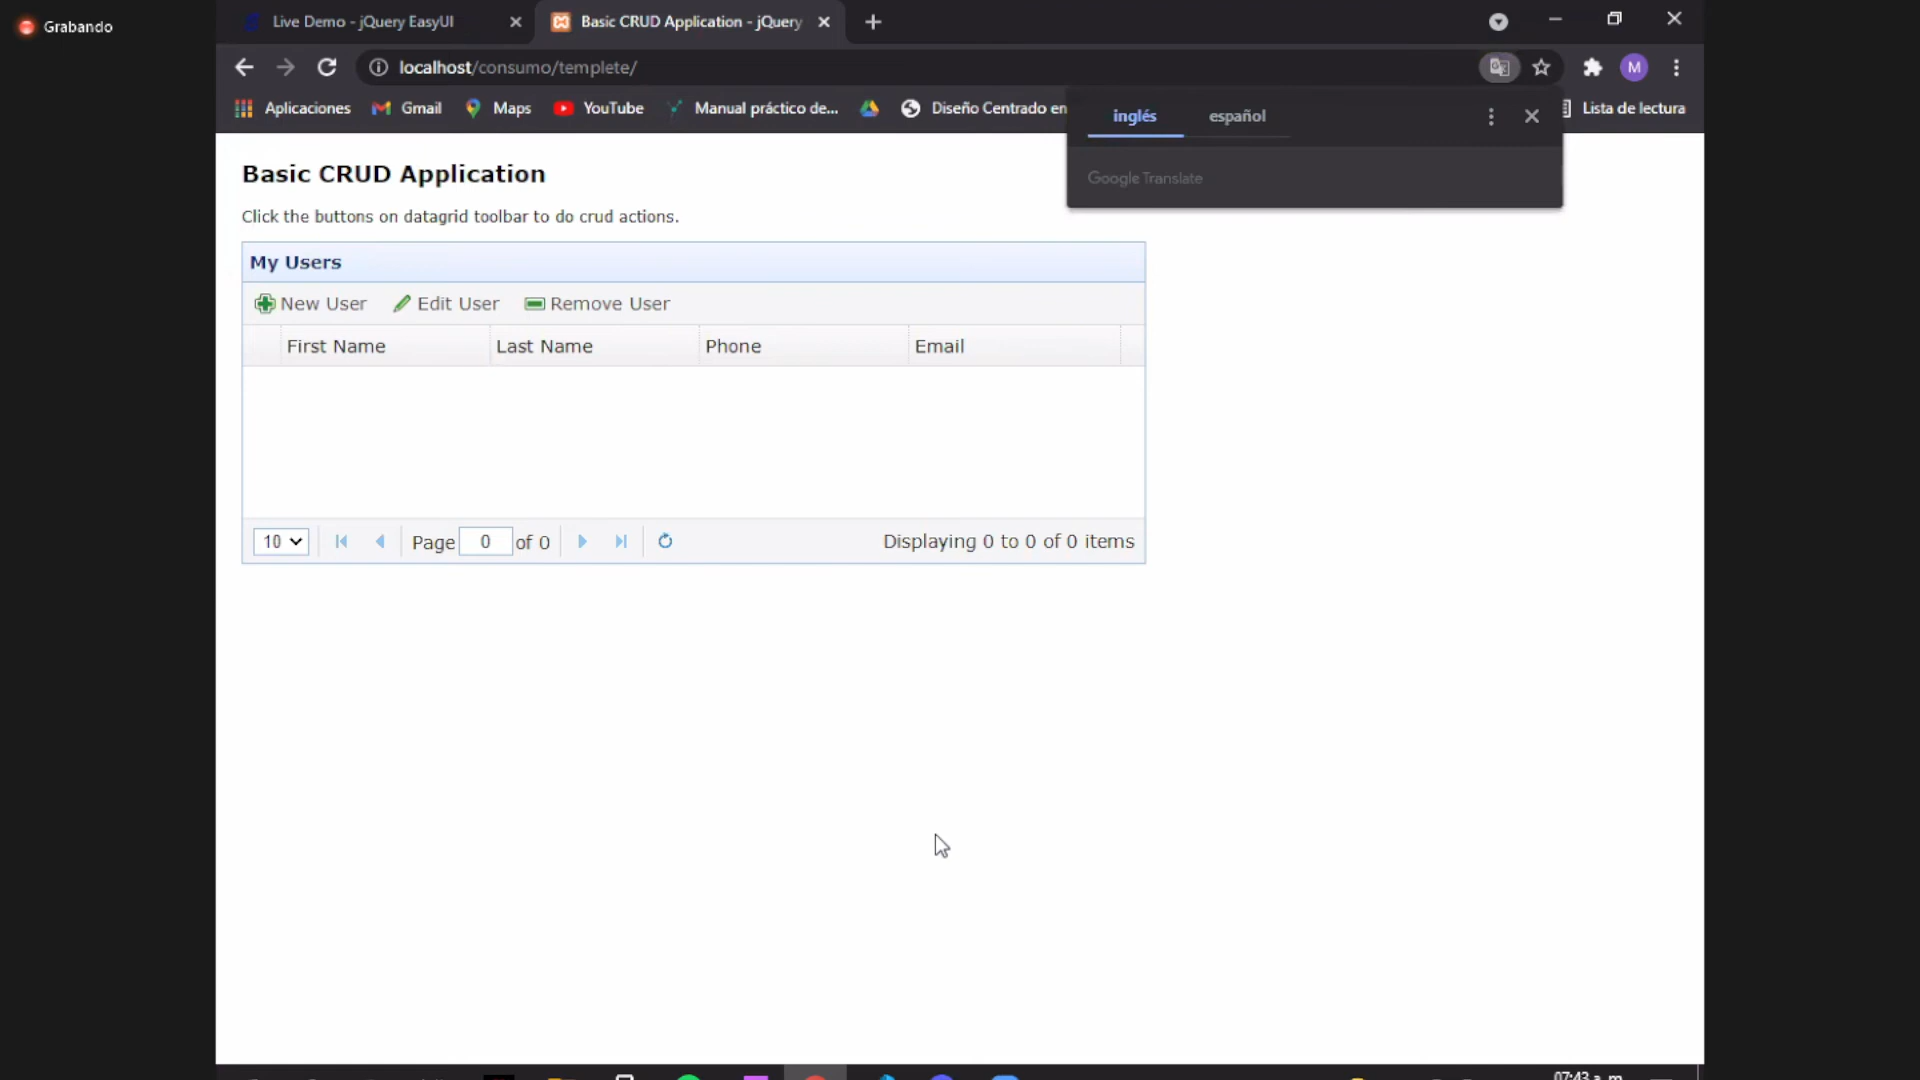 Grabando
Live Demo - jQuery EasyUI
Basic CRUD Application - jQuery
localhost/consumo/templete/
M
Aplicaciones
Gmail
Maps
YouTube
Manual práctico de...
Diseño Centrado en
Lista de lectura
inglés
español
Google Translate
Basic CRUD Application
Click the buttons on datagrid toolbar to do crud actions.
My Users
New User
Edit User
Remove User
First Name
Last Name
Phone
Email
10
Page 0 of 0
Displaying 0 to 0 of 0 items
07:43 a. m.